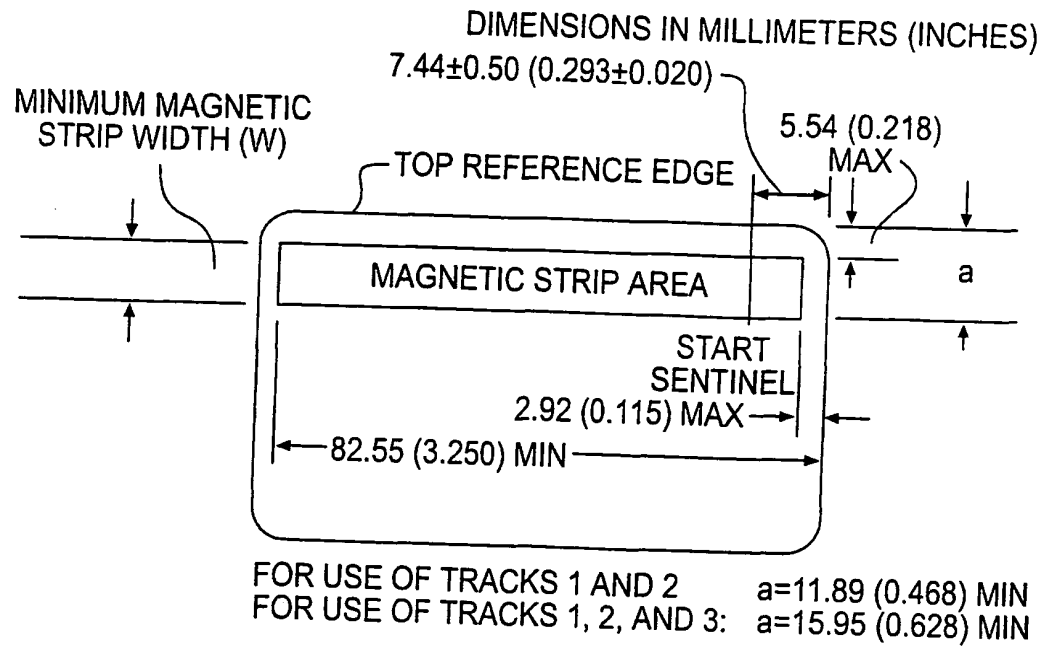 DIMENSIONS IN MILLIMETERS (INCHES)
7.44±0.50 (0.293±0.020)
MINIMUM MAGNETIC
STRIP WIDTH (W)
5.54 (0.218)
MAX
TOP REFERENCE EDGE
MAGNETIC STRIP AREA
a
START
SENTINEL
2.92 (0.115) MAX
82.55 (3.250) MIN
FOR USE OF TRACKS 1 AND 2 a=11.89 (0.468) MIN
FOR USE OF TRACKS 1, 2, AND 3: a=15.95 (0.628) MIN